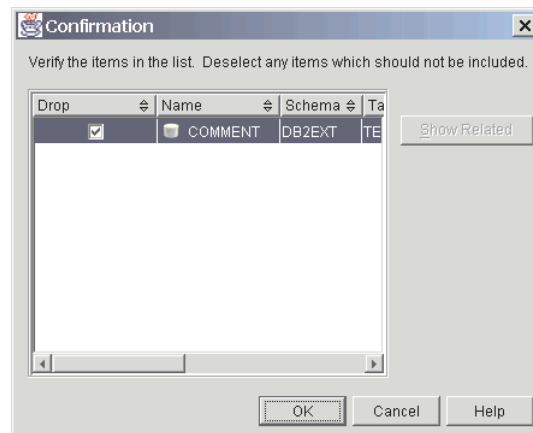 Confirmation
Verify the items in the list. Deselect any items which should not be included.
Drop Name Schema Ta
COMMENT DB2EXT TE
Show Related
OK Cancel Help